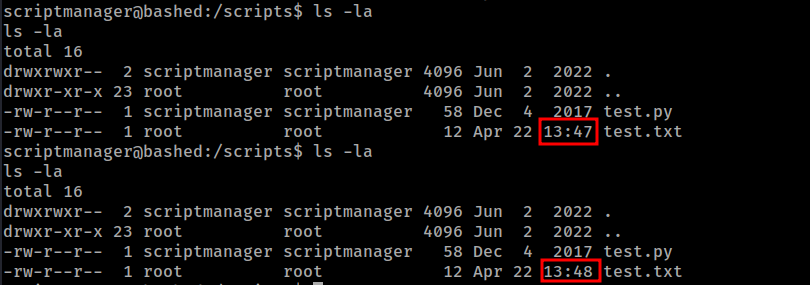 scriptmanager@bashed:/scripts$ ls -la
ls -la
total 16
drwxrwxr--  2 scriptmanager scriptmanager 4096 Jun  2  2022 .
drwxr-xr-x 23 root          root          4096 Jun  2  2022 ..
-rw-r--r--  1 scriptmanager scriptmanager   58 Dec  4  2017 test.py
-rw-r--r--  1 root          root            12 Apr 22 13:47 test.txt
scriptmanager@bashed:/scripts$ ls -la
ls -la
total 16
drwxrwxr--  2 scriptmanager scriptmanager 4096 Jun  2  2022 .
drwxr-xr-x 23 root          root          4096 Jun  2  2022 ..
-rw-r--r--  1 scriptmanager scriptmanager   58 Dec  4  2017 test.py
-rw-r--r--  1 root          root            12 Apr 22 13:48 test.txt